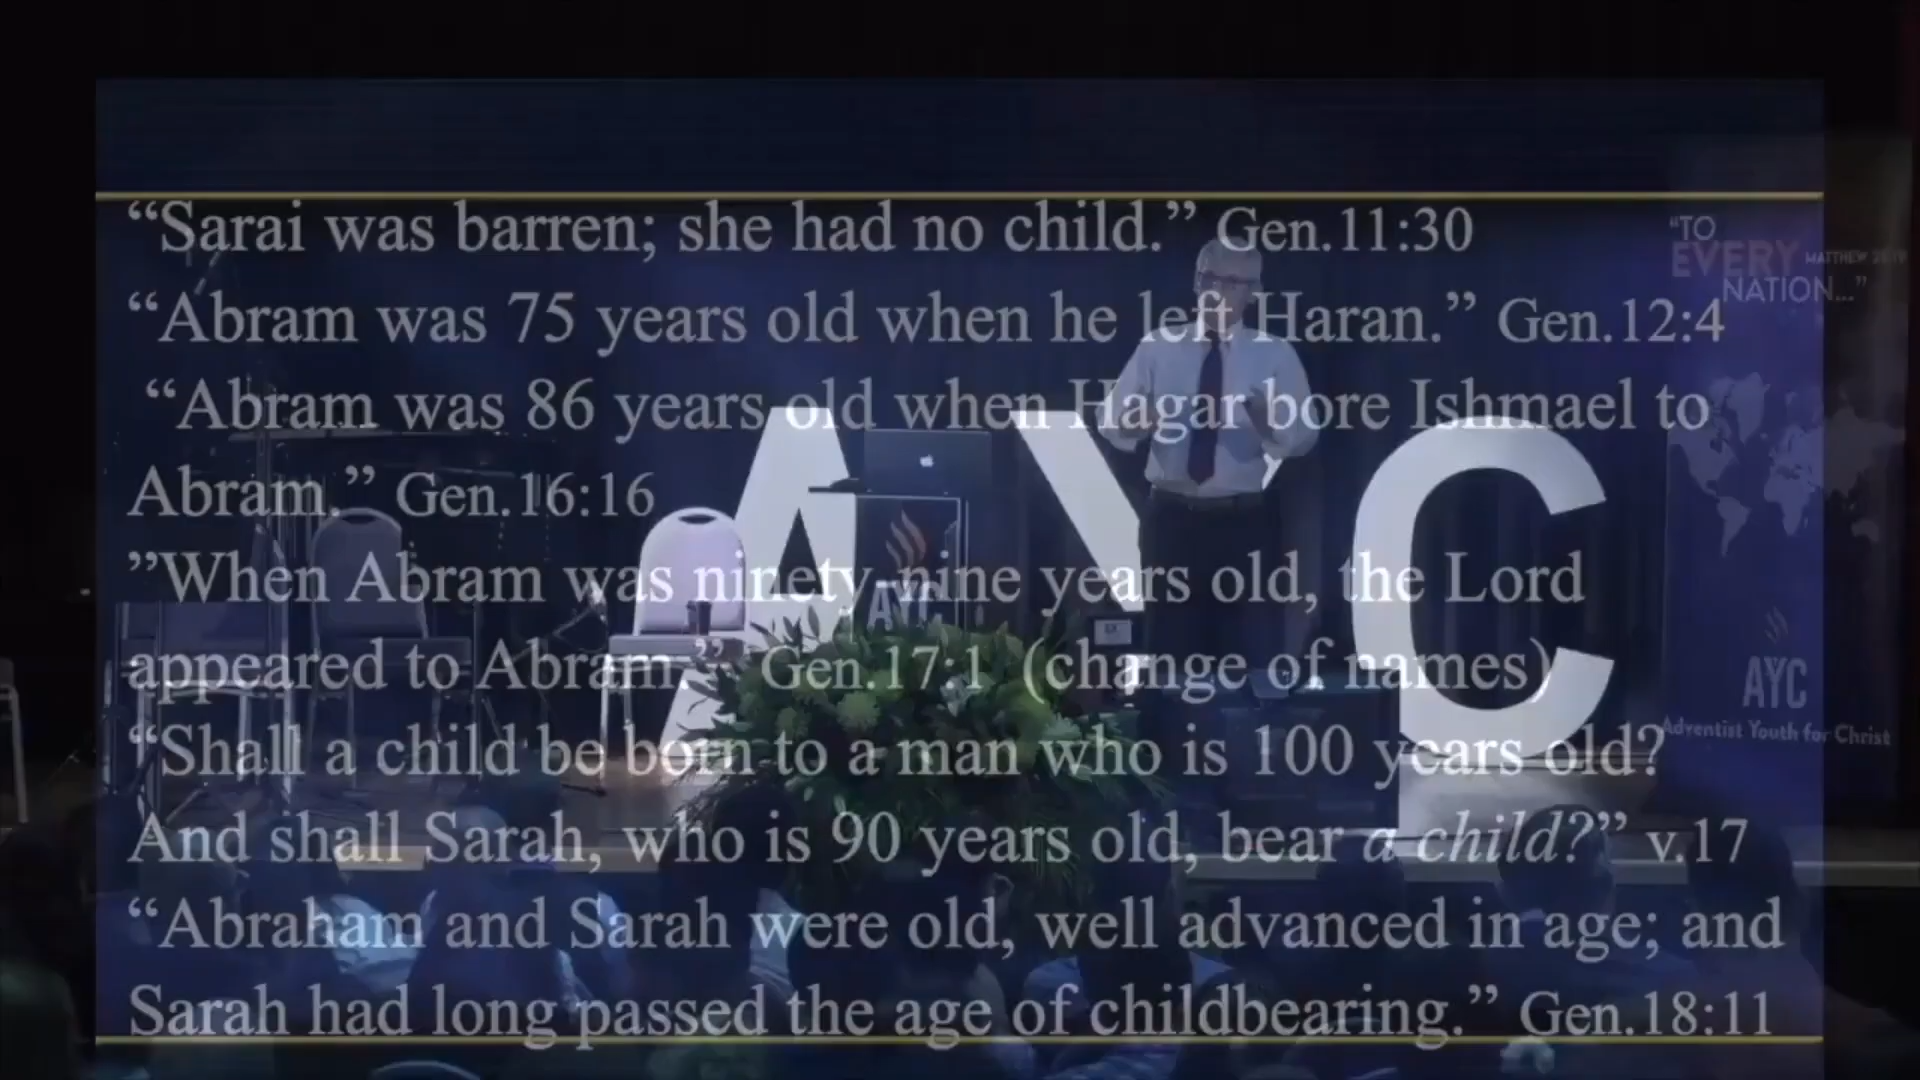 “Sarai was barren; she had no child.” Gen.11:30
“Abram was 75 years old when he left Haran.” Gen.12:4
“Abram was 86 years old when Hagar bore Ishmael to
Abram.” Gen.16:16
”When Abram was ninety-nine years old, the Lord
appeared to Abram.” Gen.17:1 (change of names)
“Shall a child be born to a man who is 100 years old?
And shall Sarah, who is 90 years old, bear a child?” v.17
“Abraham and Sarah were old, well advanced in age; and
Sarah had long passed the age of childbearing.” Gen.18:11
“TO
EVERY MATTHEW
NATION...”
AYC
AYC
AYC
Adventist Youth for Christ